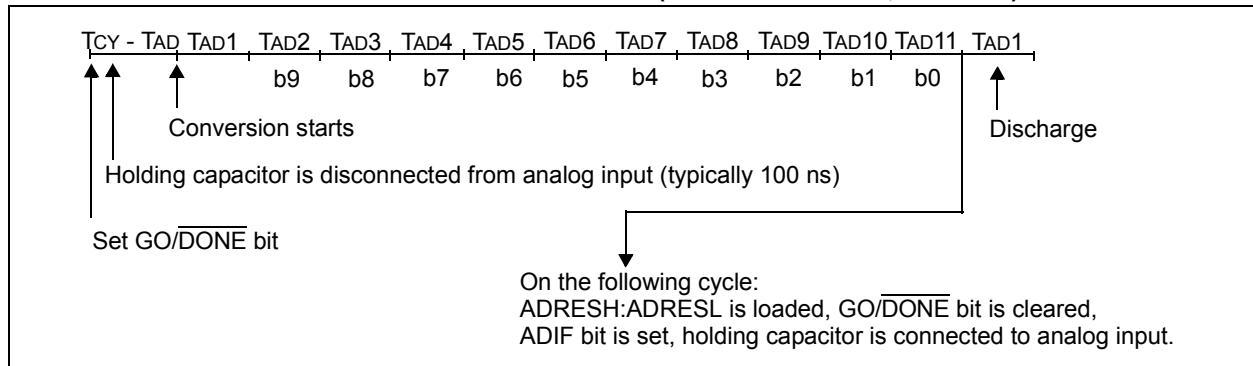 TCY - TAD TAD1 TAD2 TAD3 TAD4 TAD5 TAD6 TAD7 TAD8 TAD9 TAD10 TAD11 TAD1
b9 b8 b7 b6 b5 b4 b3 b2 b1 b0
Conversion starts
Discharge
Holding capacitor is disconnected from analog input (typically 100 ns)
Set GO/DONE bit
On the following cycle:
ADRESH:ADRESL is loaded, GO/DONE bit is cleared,
ADIF bit is set, holding capacitor is connected to analog input.